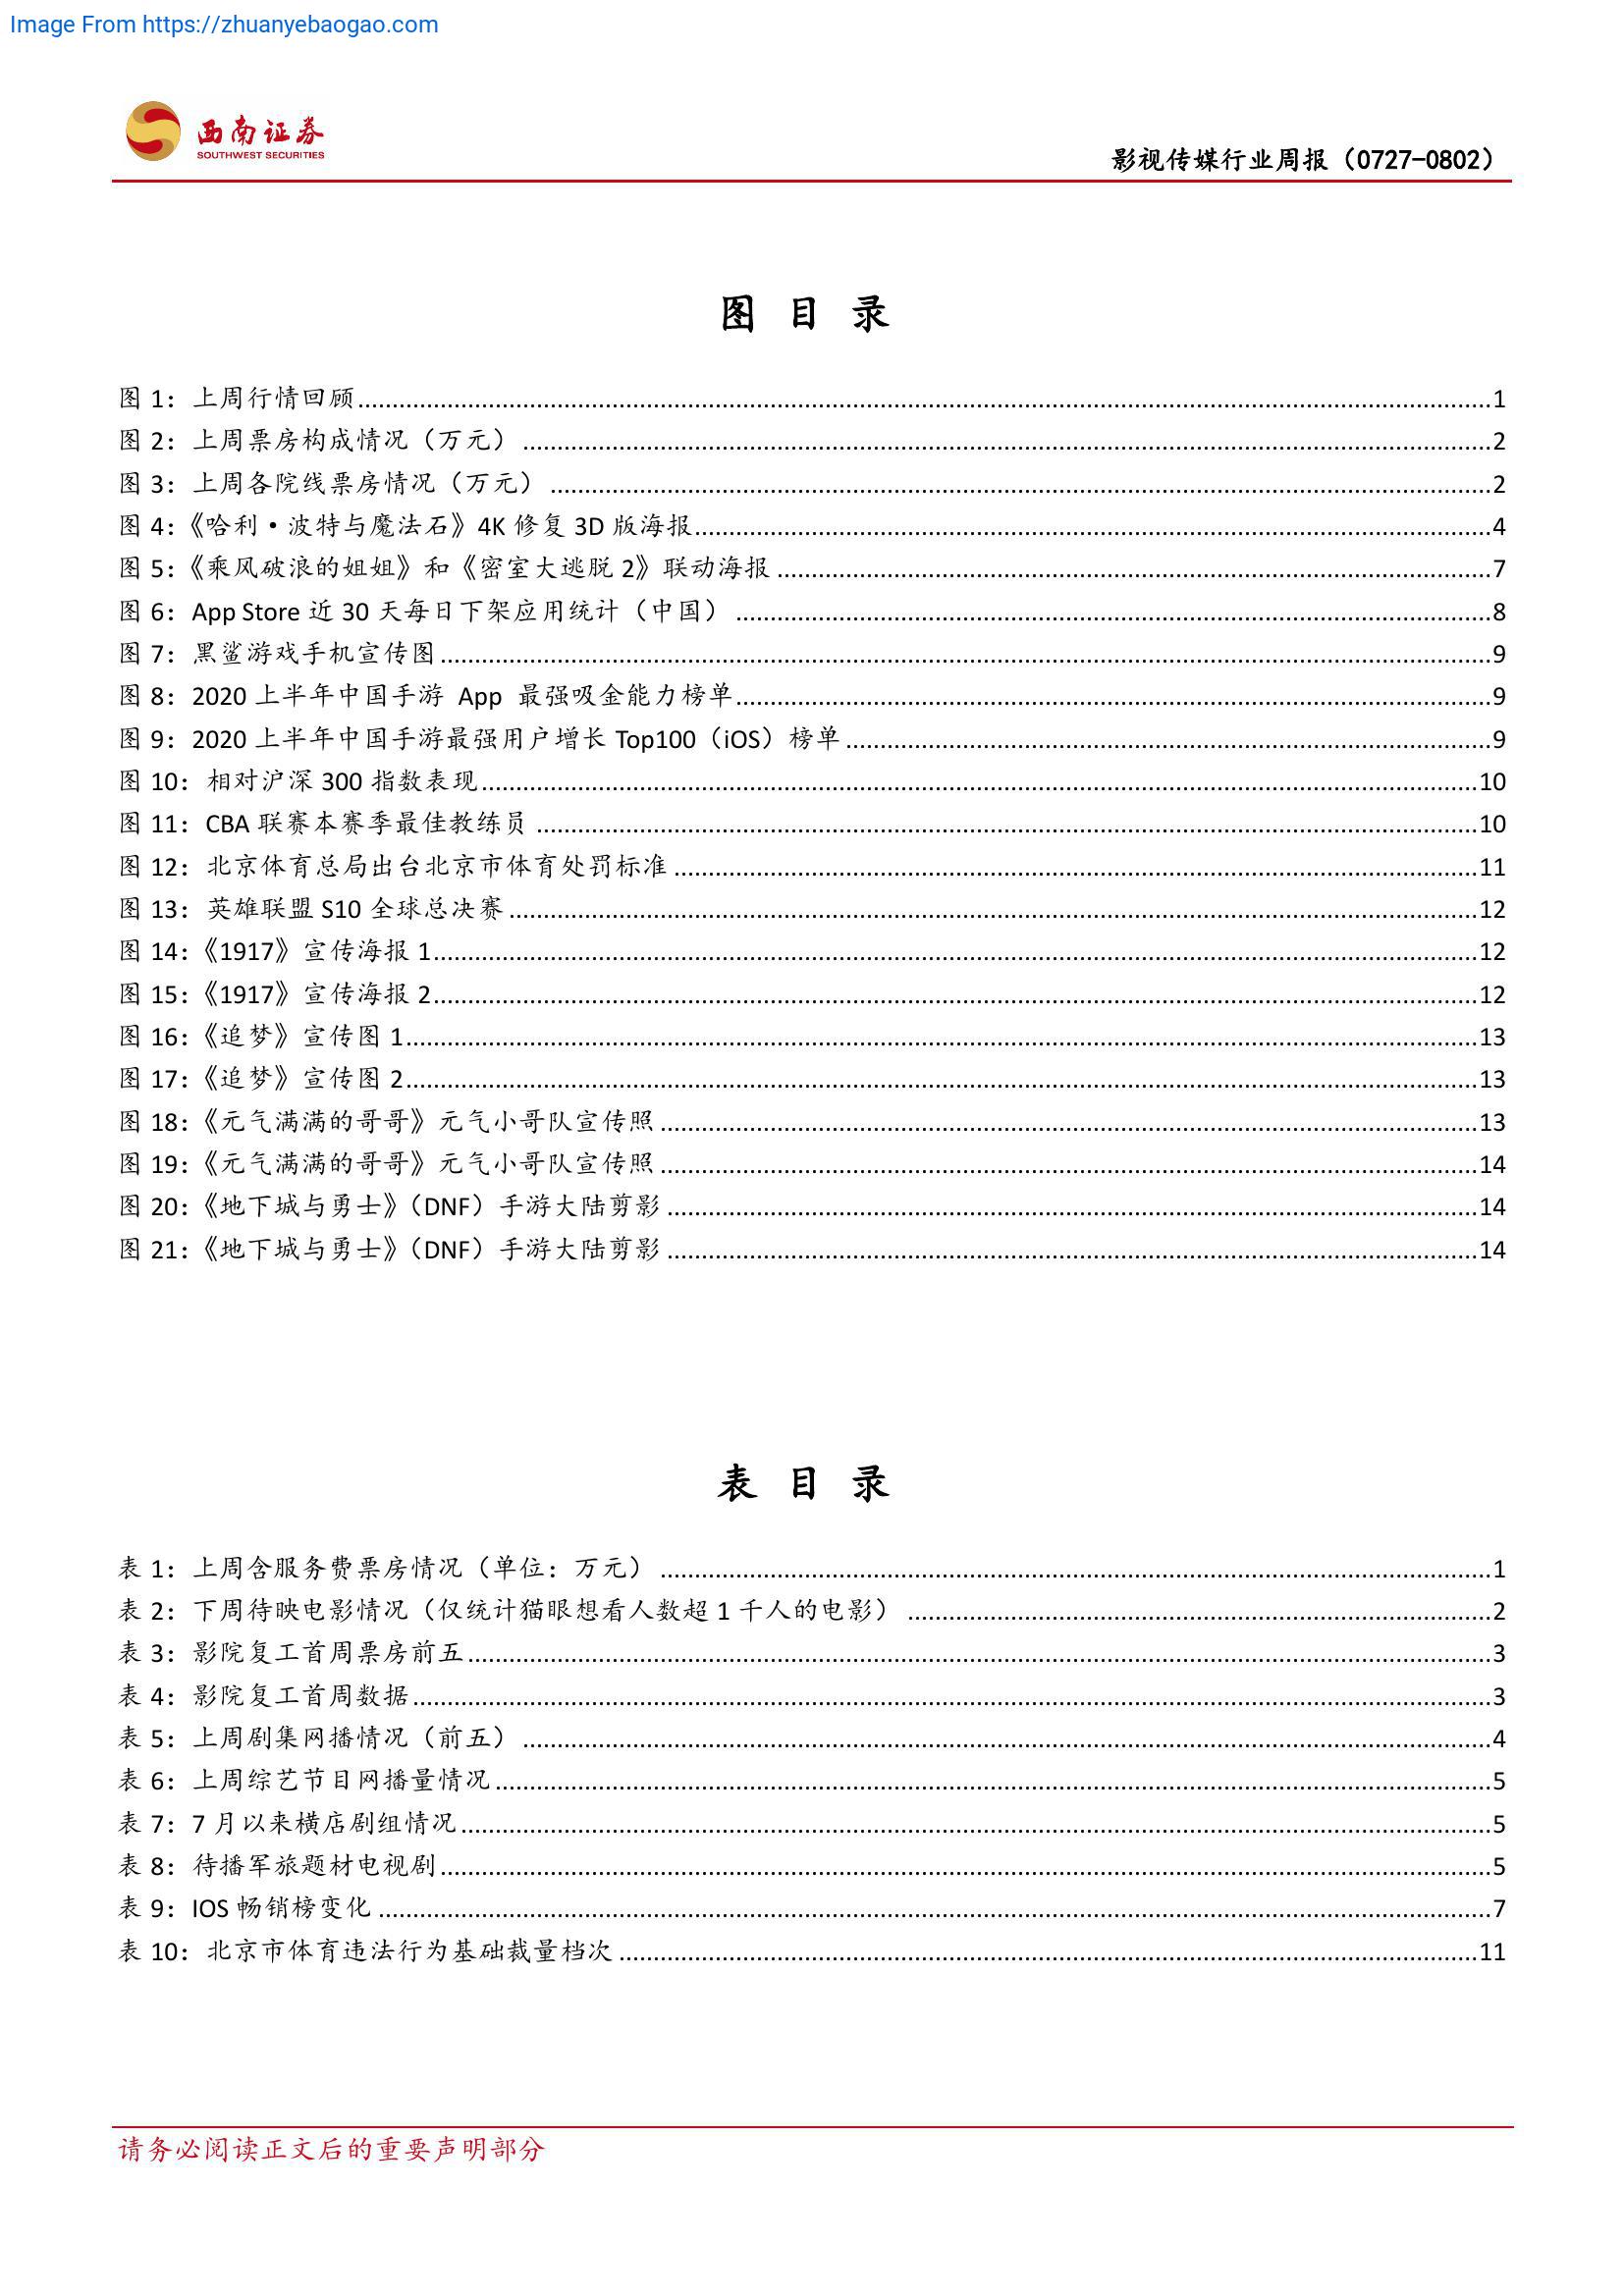 Image From https://zhuanyebaogao.com
西南证券
SOUTHWEST SECURITIES
影视传媒行业周报（0727-0802）
图 目 录
图 1：上周行情回顾1
图 2：上周票房构成情况（万元）2
图 3：上周各院线票房情况（万元）2
图 4：《哈利·波特与魔法石》4K 修复 3D 版海报4
图 5：《乘风破浪的姐姐》和《密室大逃脱 2》联动海报7
图 6：App Store 近 30 天每日下架应用统计（中国）8
图 7：黑鲨游戏手机宣传图9
图 8：2020 上半年中国手游 App 最强吸金能力榜单9
图 9：2020 上半年中国手游最强用户增长 Top100（iOS）榜单9
图 10：相对沪深 300 指数表现10
图 11：CBA 联赛本赛季最佳教练员10
图 12：北京体育总局出台北京市体育处罚标准11
图 13：英雄联盟 S10 全球总决赛12
图 14：《1917》宣传海报 112
图 15：《1917》宣传海报 212
图 16：《追梦》宣传图 113
图 17：《追梦》宣传图 213
图 18：《元气满满的哥哥》元气小哥队宣传照13
图 19：《元气满满的哥哥》元气小哥队宣传照14
图 20：《地下城与勇士》（DNF）手游大陆剪影14
图 21：《地下城与勇士》（DNF）手游大陆剪影14
表 目 录
表 1：上周含服务费票房情况（单位：万元）1
表 2：下周待映电影情况（仅统计猫眼想看人数超 1 千人的电影）2
表 3：影院复工首周票房前五3
表 4：影院复工首周数据3
表 5：上周剧集网播情况（前五）4
表 6：上周综艺节目网播量情况5
表 7：7 月以来横店剧组情况5
表 8：待播军旅题材电视剧5
表 9：IOS 畅销榜变化7
表 10：北京市体育违法行为基础裁量档次11
请务必阅读正文后的重要声明部分